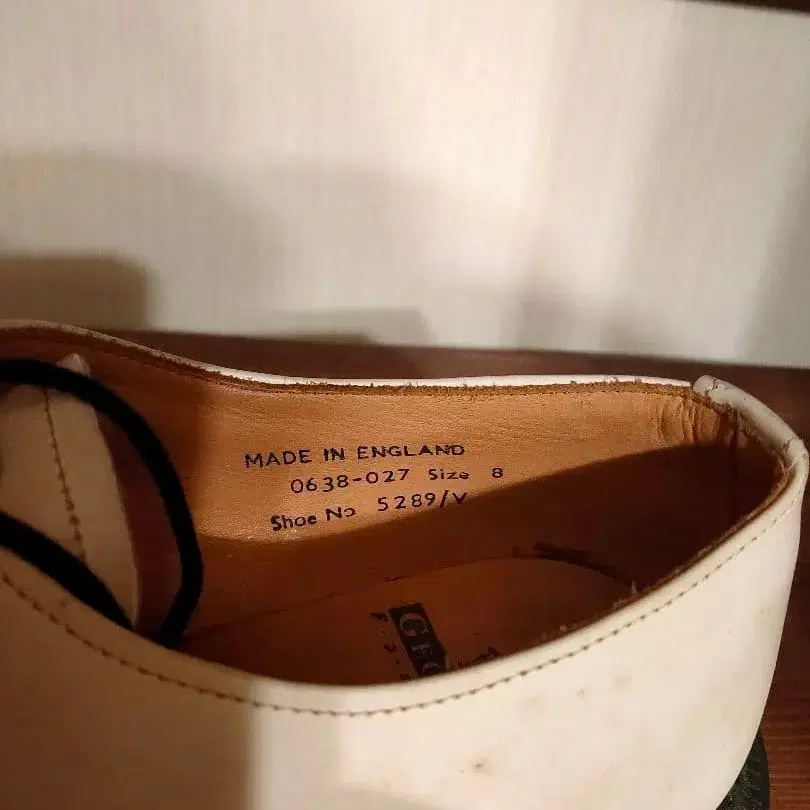 MADE IN ENGLAND
0638-027 Size 8
Shoe No 5289/V